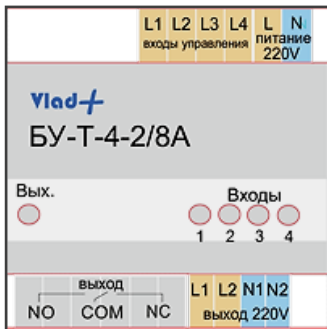 L1 L2 L3 L4 L N
входы управления питание
220V
Vlad+
БУ-Т-4-2/8А
Вых. Входы
1 2 3 4
выход
NO COM NC
L1 L2 N1 N2
выход 220V